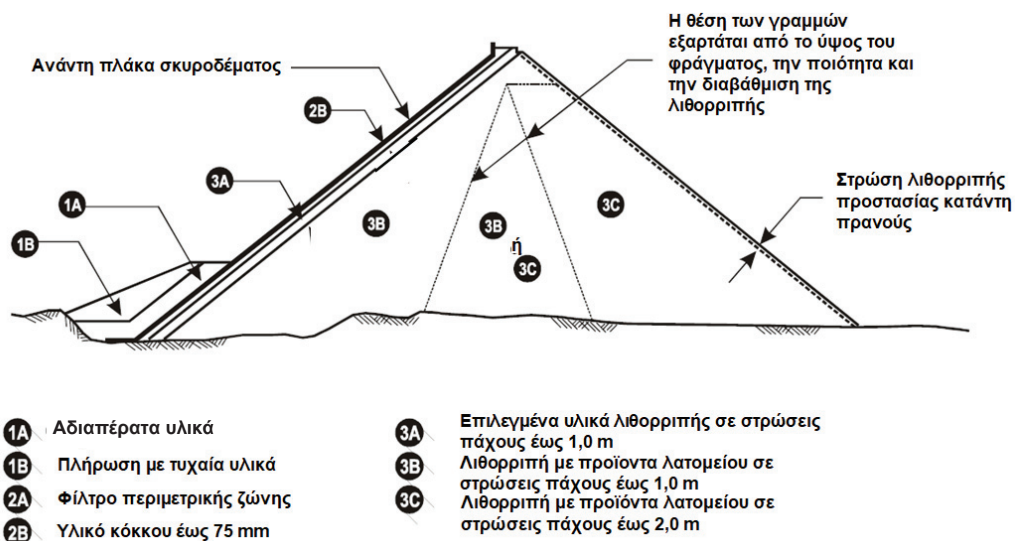 Ανάντη πλάκα σκυροδέματος
Η θέση των γραμμών
εξαρτάται από το ύψος του
φράγματος, την ποιότητα και
την διαβάθμιση της
λιθορριπής
2B
3A
1A
1B
3B
3B
ή
3C
3C
Στρώση λιθορριπής
προστασίας κατάντη
πρανούς
1A Αδιαπέρατα υλικά
1B Πλήρωση με τυχαία υλικά
2A Φίλτρο περιμετρικής ζώνης
2B Υλικό κόκκου έως 75 mm
3A Επιλεγμένα υλικά λιθορριπής σε στρώσεις
πάχους έως 1,0 m
3B Λιθορριπή με προϊοντα λατομείου σε
στρώσεις πάχους έως 1,0 m
3C Λιθορριπή με προϊόντα λατομείου σε
στρώσεις πάχους έως 2,0 m